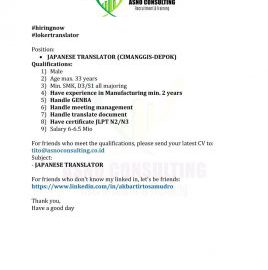 ASNO CONSULTING
Recruitment & Training
#hiringnow
#lokertranslator
Position:
• JAPANESE TRANSLATOR (CIMANGGIS-DEPOK)
Qualifications:
1) Male
2) Age max. 33 years
3) Min. SMK, D3/S1 all majoring
4) Have experience in Manufacturing min. 2 years
5) Handle GENBA
6) Handle meeting management
7) Handle translate document
8) Have certificate JLPT N2/N3
9) Salary 6-6.5 Mio
For friends who meet the qualifications, please send your latest CV to:
tito@asnoconsulting.co.id
Subject:
- JAPANESE TRANSLATOR
For friends who don't know my linked in, let's be friends:
https://www.linkedin.com/in/akbartirtosamudro
Thank you,
Have a good day
ASNO CONSULTING